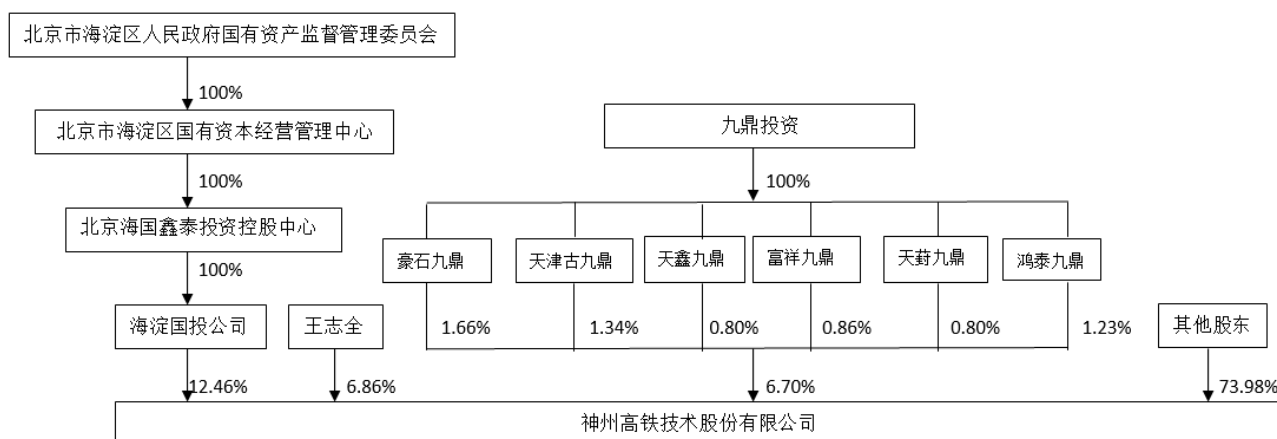 北京市海淀区人民政府国有资产监督管理委员会
100%
北京市海淀区国有资本经营管理中心
九鼎投资
100%
100%
北京海国鑫泰投资控股中心
豪石九鼎
天津古九鼎
天鑫九鼎
富祥九鼎
天葑九鼎
鸿泰九鼎
100%
海淀国投公司
王志全
1.66%
1.34%
0.80%
0.86%
0.80%
1.23%
其他股东
12.46%
6.86%
6.70%
73.98%
神州高铁技术股份有限公司